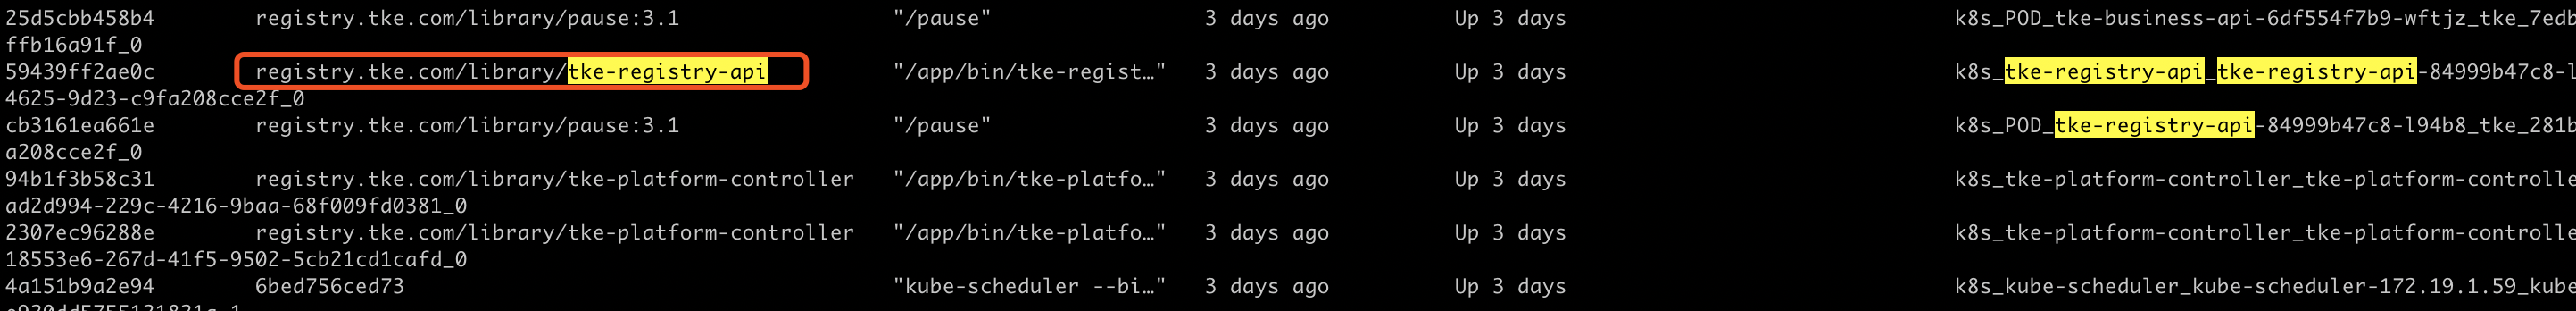 25d5cbb458b4 registry.tke.com/library/pause:3.1 "/pause" 3 days ago Up 3 days k8s_POD_tke-business-api-6df554f7b9-wftjz_tke_7edb
ffb16a91f_0
59439ff2ae0c registry.tke.com/library/tke-registry-api "/app/bin/tke-regist…" 3 days ago Up 3 days k8s_tke-registry-api_tke-registry-api-84999b47c8-l
4625-9d23-c9fa208cce2f_0
cb3161ea661e registry.tke.com/library/pause:3.1 "/pause" 3 days ago Up 3 days k8s_POD_tke-registry-api-84999b47c8-l94b8_tke_281b
a208cce2f_0
94b1f3b58c31 registry.tke.com/library/tke-platform-controller "/app/bin/tke-platfo…" 3 days ago Up 3 days k8s_tke-platform-controller_tke-platform-controlle
ad2d994-229c-4216-9baa-68f009fd0381_0
2307ec96288e registry.tke.com/library/tke-platform-controller "/app/bin/tke-platfo…" 3 days ago Up 3 days k8s_tke-platform-controller_tke-platform-controlle
18553e6-267d-41f5-9502-5cb21cd1cafd_0
4a151b9a2e94 6bed756ced73 "kube-scheduler --bi…" 3 days ago Up 3 days k8s_kube-scheduler_kube-scheduler-172.19.1.59_kube